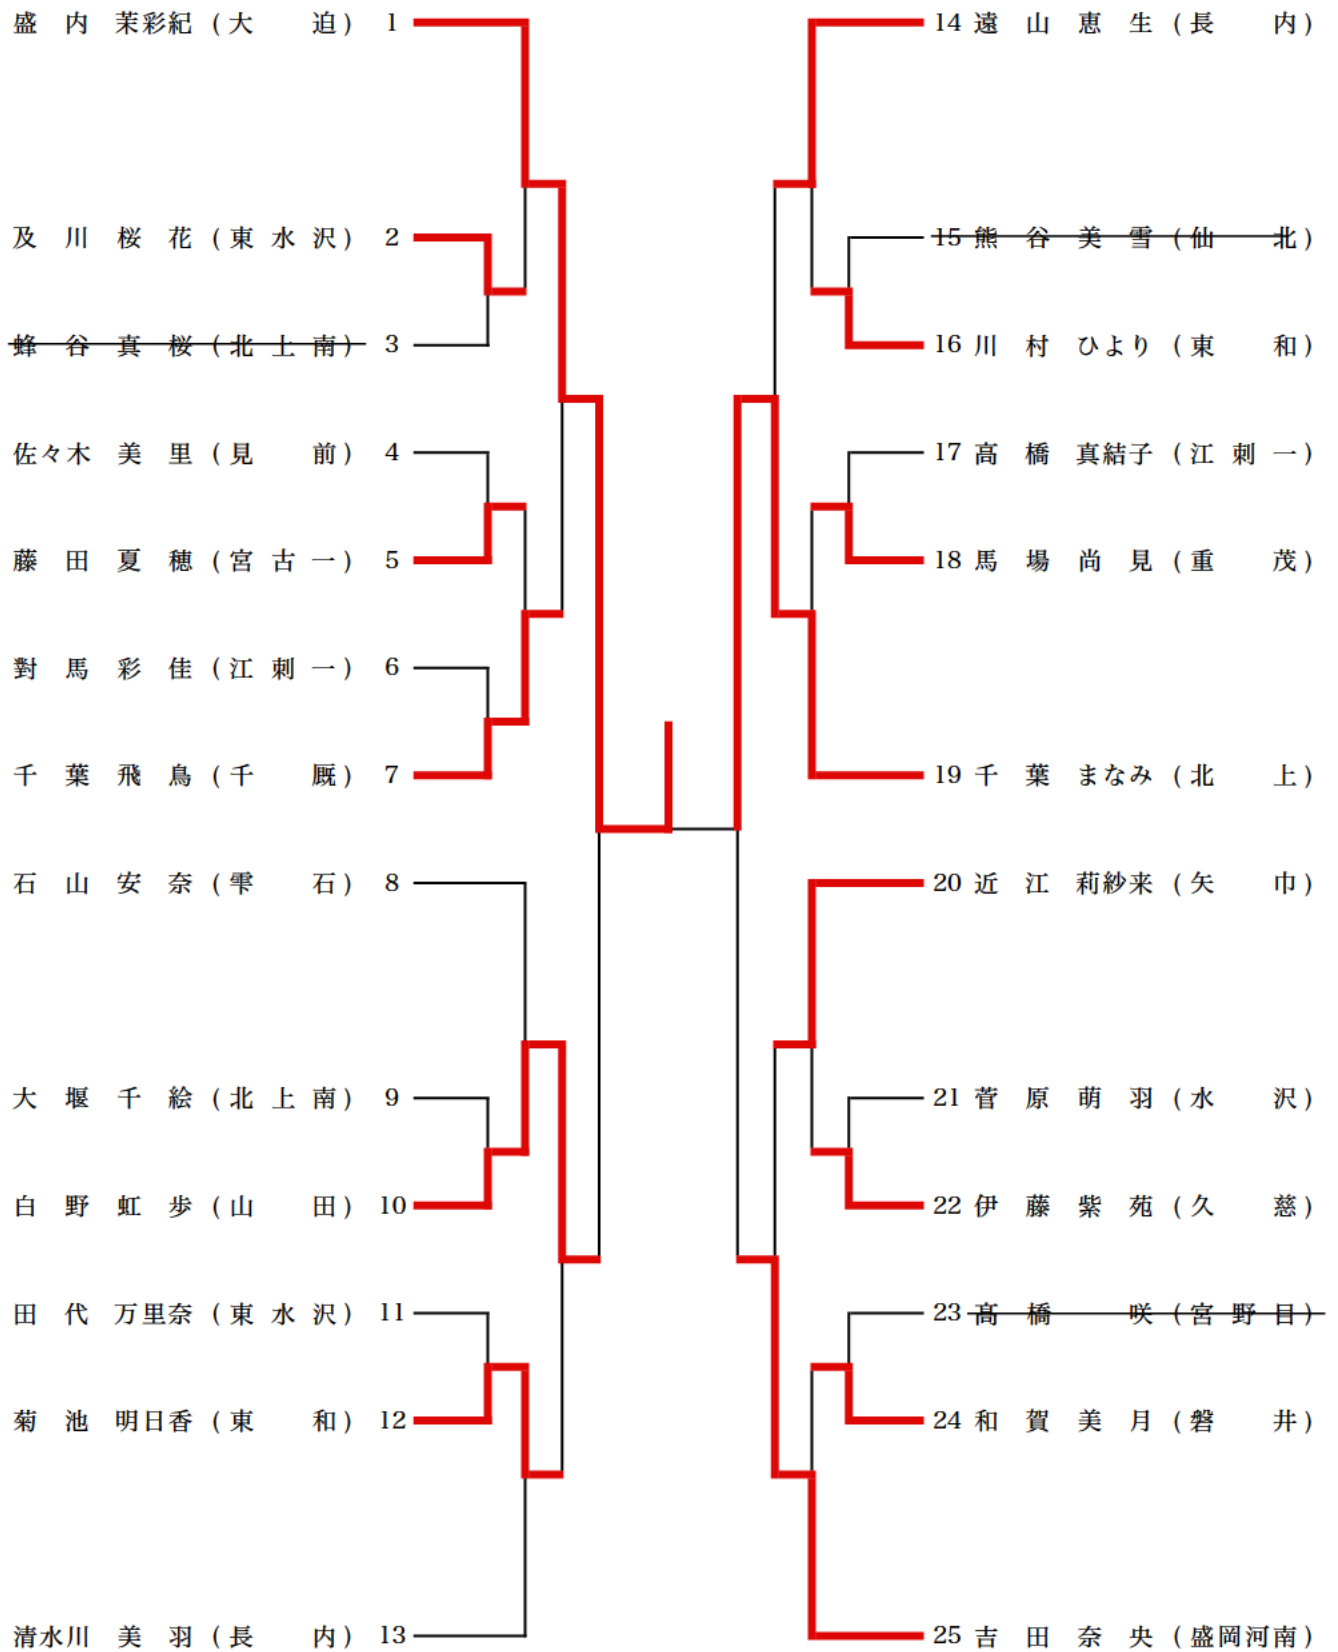 盛内 茉彩紀 (大迫) 1
及川 桜花 (東水沢) 2
蜂谷 真桜 (北上南) 3
佐々木 美里 (見前) 4
藤田 夏穂 (宮古一) 5
對馬 彩佳 (江刺一) 6
千葉 飛鳥 (千厩) 7
石山 安奈 (雫石) 8
大堰 千絵 (北上南) 9
白野 虹歩 (山田) 10
田代 万里奈 (東水沢) 11
菊池 明日香 (東和) 12
清水川 美羽 (長内) 13
14 遠山 恵生 (長内)
15 熊谷 美雪 (仙北)
16 川村 ひより (東和)
17 高橋 真結子 (江刺一)
18 馬場 尚見 (重茂)
19 千葉 まなみ (北上)
20 近江 莉紗来 (矢巾)
21 菅原 萌羽 (水沢)
22 伊藤 紫苑 (久慈)
23 髙橋 咲 (宮野目)
24 和賀 美月 (磐井)
25 吉田 奈央 (盛岡河南)